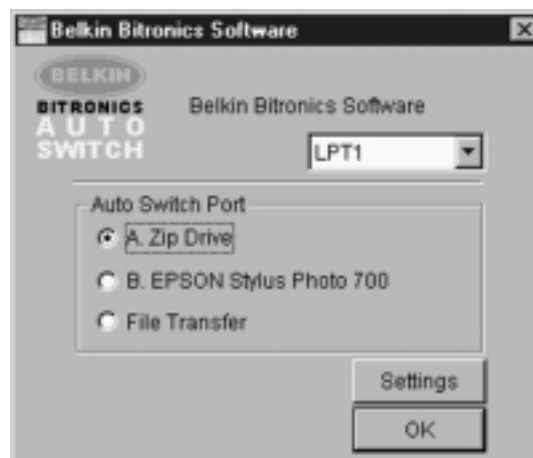 Belkin Bitronics Software
BELKIN
BITRONICS
AUTO
SWITCH
Belkin Bitronics Software
LPT1
Auto Switch Port
A. Zip Drive
B. EPSON Stylus Photo 700
File Transfer
Settings
OK